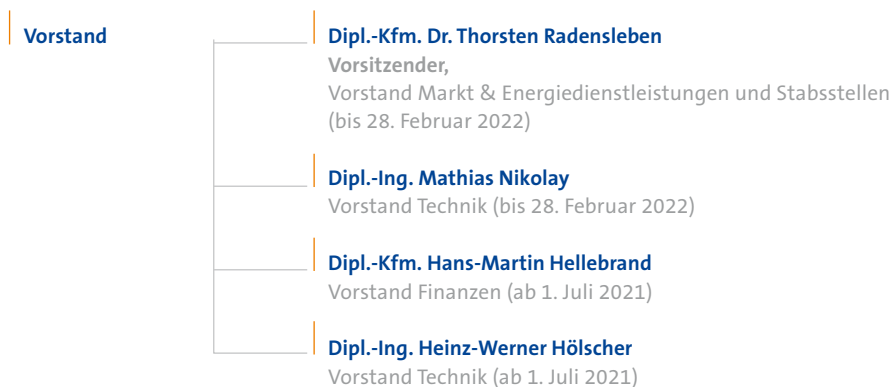 Vorstand
Dipl.-Kfm. Dr. Thorsten Radensleben
Vorsitzender,
Vorstand Markt & Energiedienstleistungen und Stabsstellen
(bis 28. Februar 2022)
Dipl.-Ing. Mathias Nikolay
Vorstand Technik (bis 28. Februar 2022)
Dipl.-Kfm. Hans-Martin Hellebrand
Vorstand Finanzen (ab 1. Juli 2021)
Dipl.-Ing. Heinz-Werner Hölscher
Vorstand Technik (ab 1. Juli 2021)